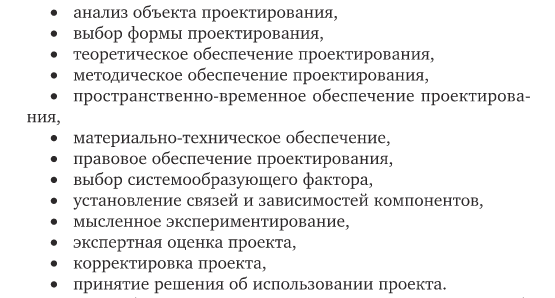 • анализ объекта проектирования,
• выбор формы проектирования,
• теоретическое обеспечение проектирования,
• методическое обеспечение проектирования,
• пространственно-временное обеспечение проектирова-
ния,
• материально-техническое обеспечение,
• правовое обеспечение проектирования,
• выбор системообразующего фактора,
• установление связей и зависимостей компонентов,
• мысленное экспериментирование,
• экспертная оценка проекта,
• корректировка проекта,
• принятие решения об использовании проекта.